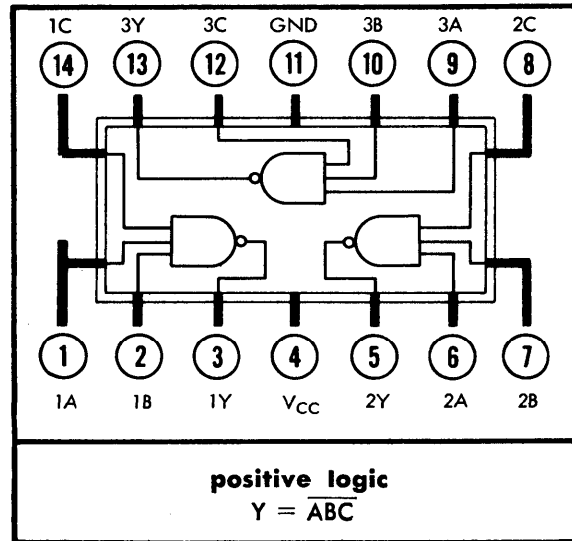 1C 3Y 3C GND 3B 3A 2C
14 13 12 11 10 9 8
1 2 3 4 5 6 7
1A 1B 1Y VCC 2Y 2A 2B
positive logic
Y = \overline{ABC}